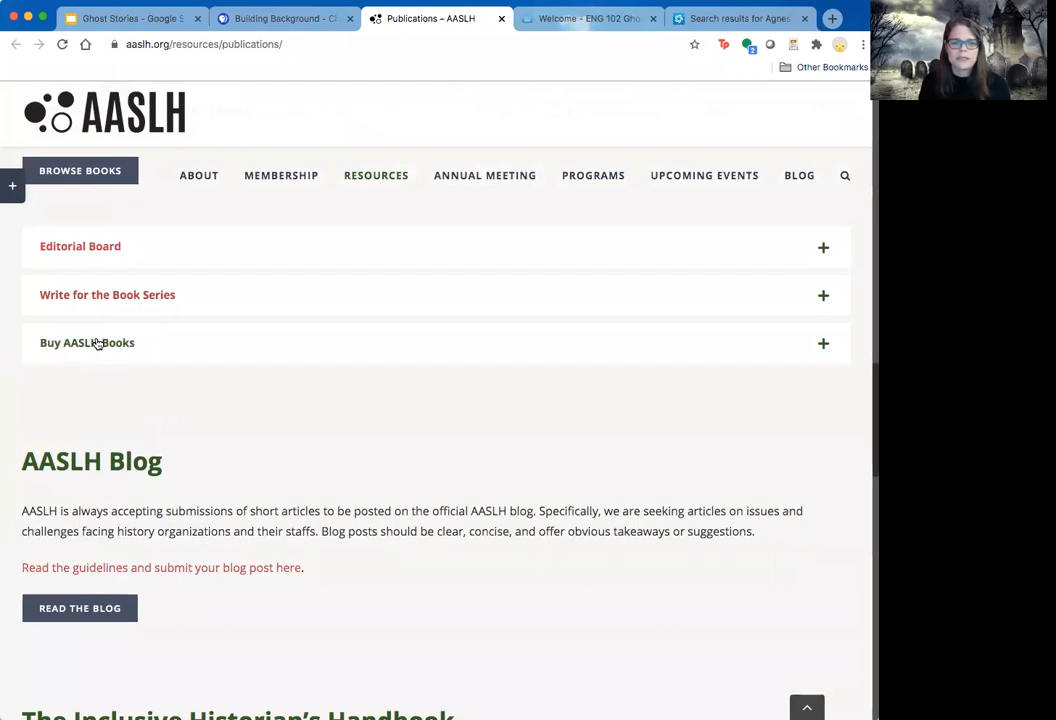 Ghost Stories - Google S
Building Background - Ci
Publications – AASLH
Welcome - ENG 102 Gho
Search results for Agnes
aaslh.org/resources/publications/
Tp
2
Other Bookmarks
AASLH
BROWSE BOOKS
ABOUT
MEMBERSHIP
RESOURCES
ANNUAL MEETING
PROGRAMS
UPCOMING EVENTS
BLOG
Editorial Board
Write for the Book Series
Buy AASLH Books
AASLH Blog
AASLH is always accepting submissions of short articles to be posted on the official AASLH blog. Specifically, we are seeking articles on issues and
challenges facing history organizations and their staffs. Blog posts should be clear, concise, and offer obvious takeaways or suggestions.
Read the guidelines and submit your blog post here.
READ THE BLOG
The Inclusive Historian's Handbook